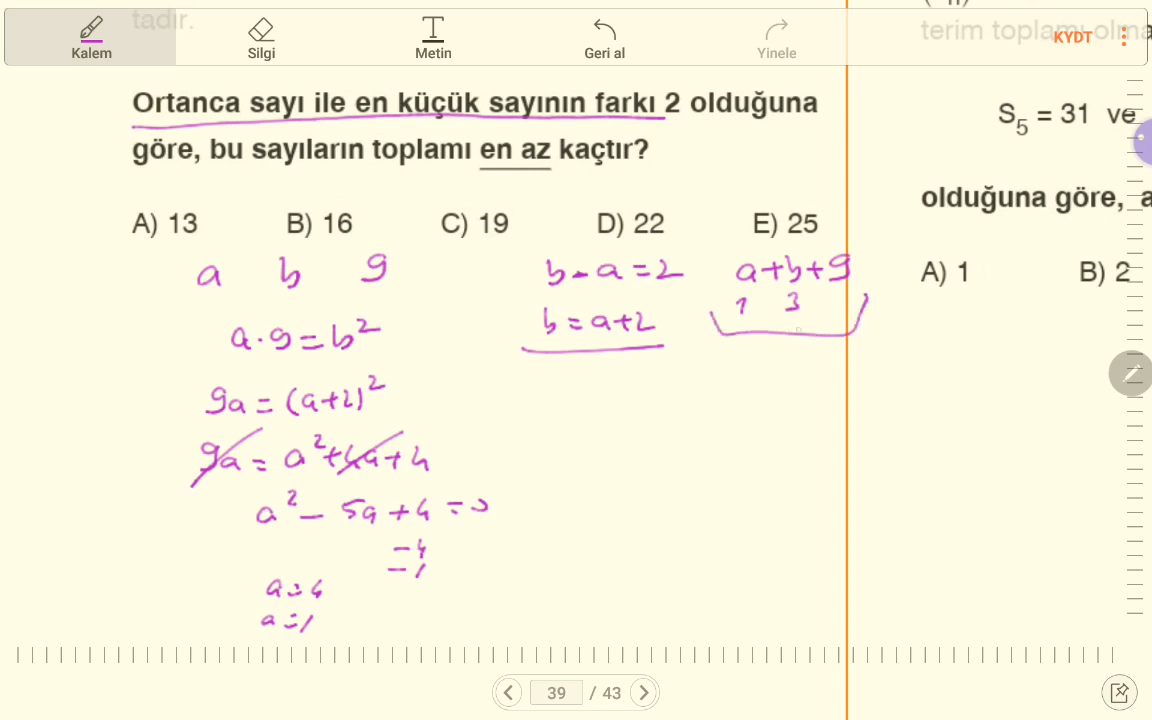 tadır.
Kalem
Silgi
Metin
Geri al
Yinele
KYDT
Ortanca sayı ile en küçük sayının farkı 2 olduğuna
göre, bu sayıların toplamı en az kaçtır?
A) 13 B) 16 C) 19 D) 22 E) 25
a b 9
a.9=b²
9a=(a+2)²
9a=a²+4a+4
a²-5a+4=0
-4
-1
a=4
a=1
b-a=2
b=a+2
a+b+9
1 3
terim toplamı olma
S₅ = 31 ve
olduğuna göre, a
A) 1 B) 2
39 / 43